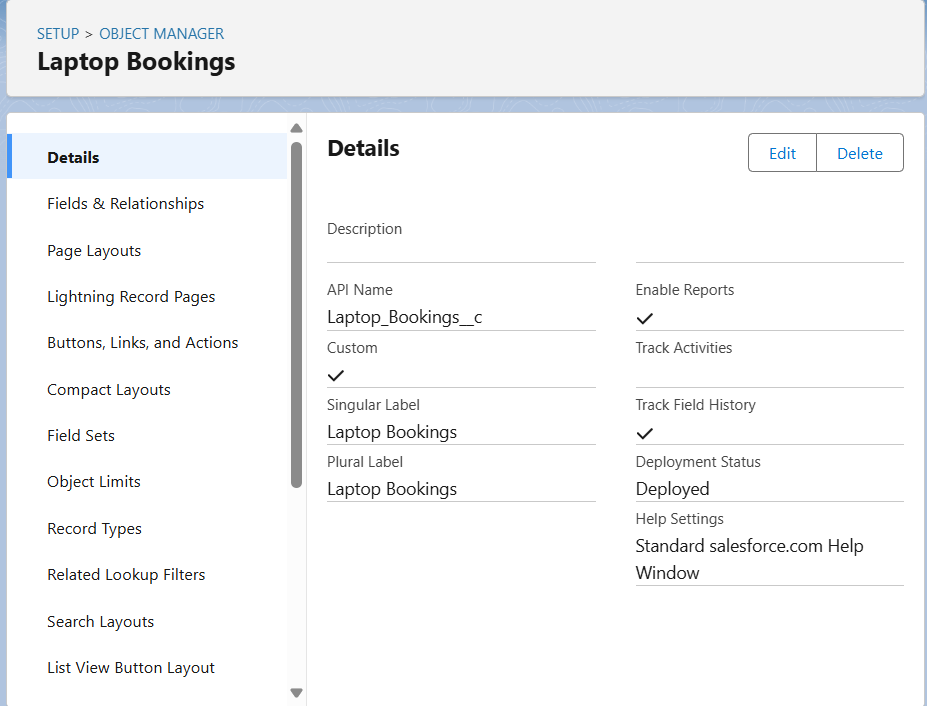 SETUP > OBJECT MANAGER
Laptop Bookings
Details
Fields & Relationships
Page Layouts
Lightning Record Pages
Buttons, Links, and Actions
Compact Layouts
Field Sets
Object Limits
Record Types
Related Lookup Filters
Search Layouts
List View Button Layout
Details
Edit
Delete
Description
API Name
Laptop_Bookings__c
Custom
Singular Label
Laptop Bookings
Plural Label
Laptop Bookings
Enable Reports
Track Activities
Track Field History
Deployment Status
Deployed
Help Settings
Standard salesforce.com Help
Window